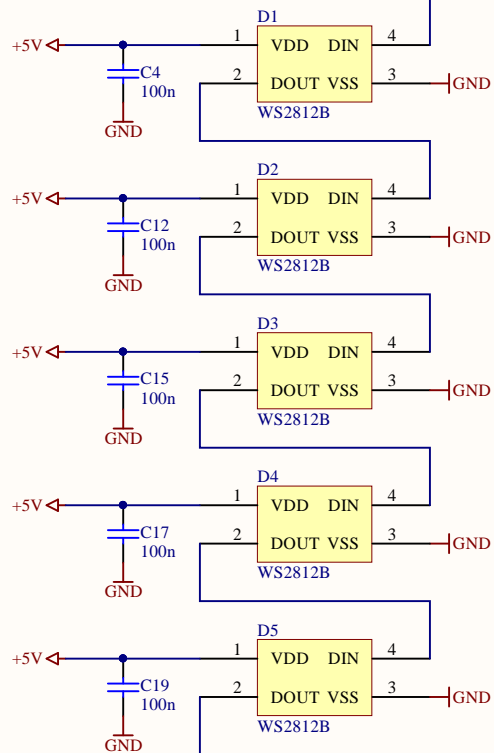 D1
+5V 1 VDD DIN 4
C4
100n
2 DOUT VSS 3 GND
GND
WS2812B
D2
+5V 1 VDD DIN 4
C12
100n
2 DOUT VSS 3 GND
GND
WS2812B
D3
+5V 1 VDD DIN 4
C15
100n
2 DOUT VSS 3 GND
GND
WS2812B
D4
+5V 1 VDD DIN 4
C17
100n
2 DOUT VSS 3 GND
GND
WS2812B
D5
+5V 1 VDD DIN 4
C19
100n
2 DOUT VSS 3 GND
GND
WS2812B